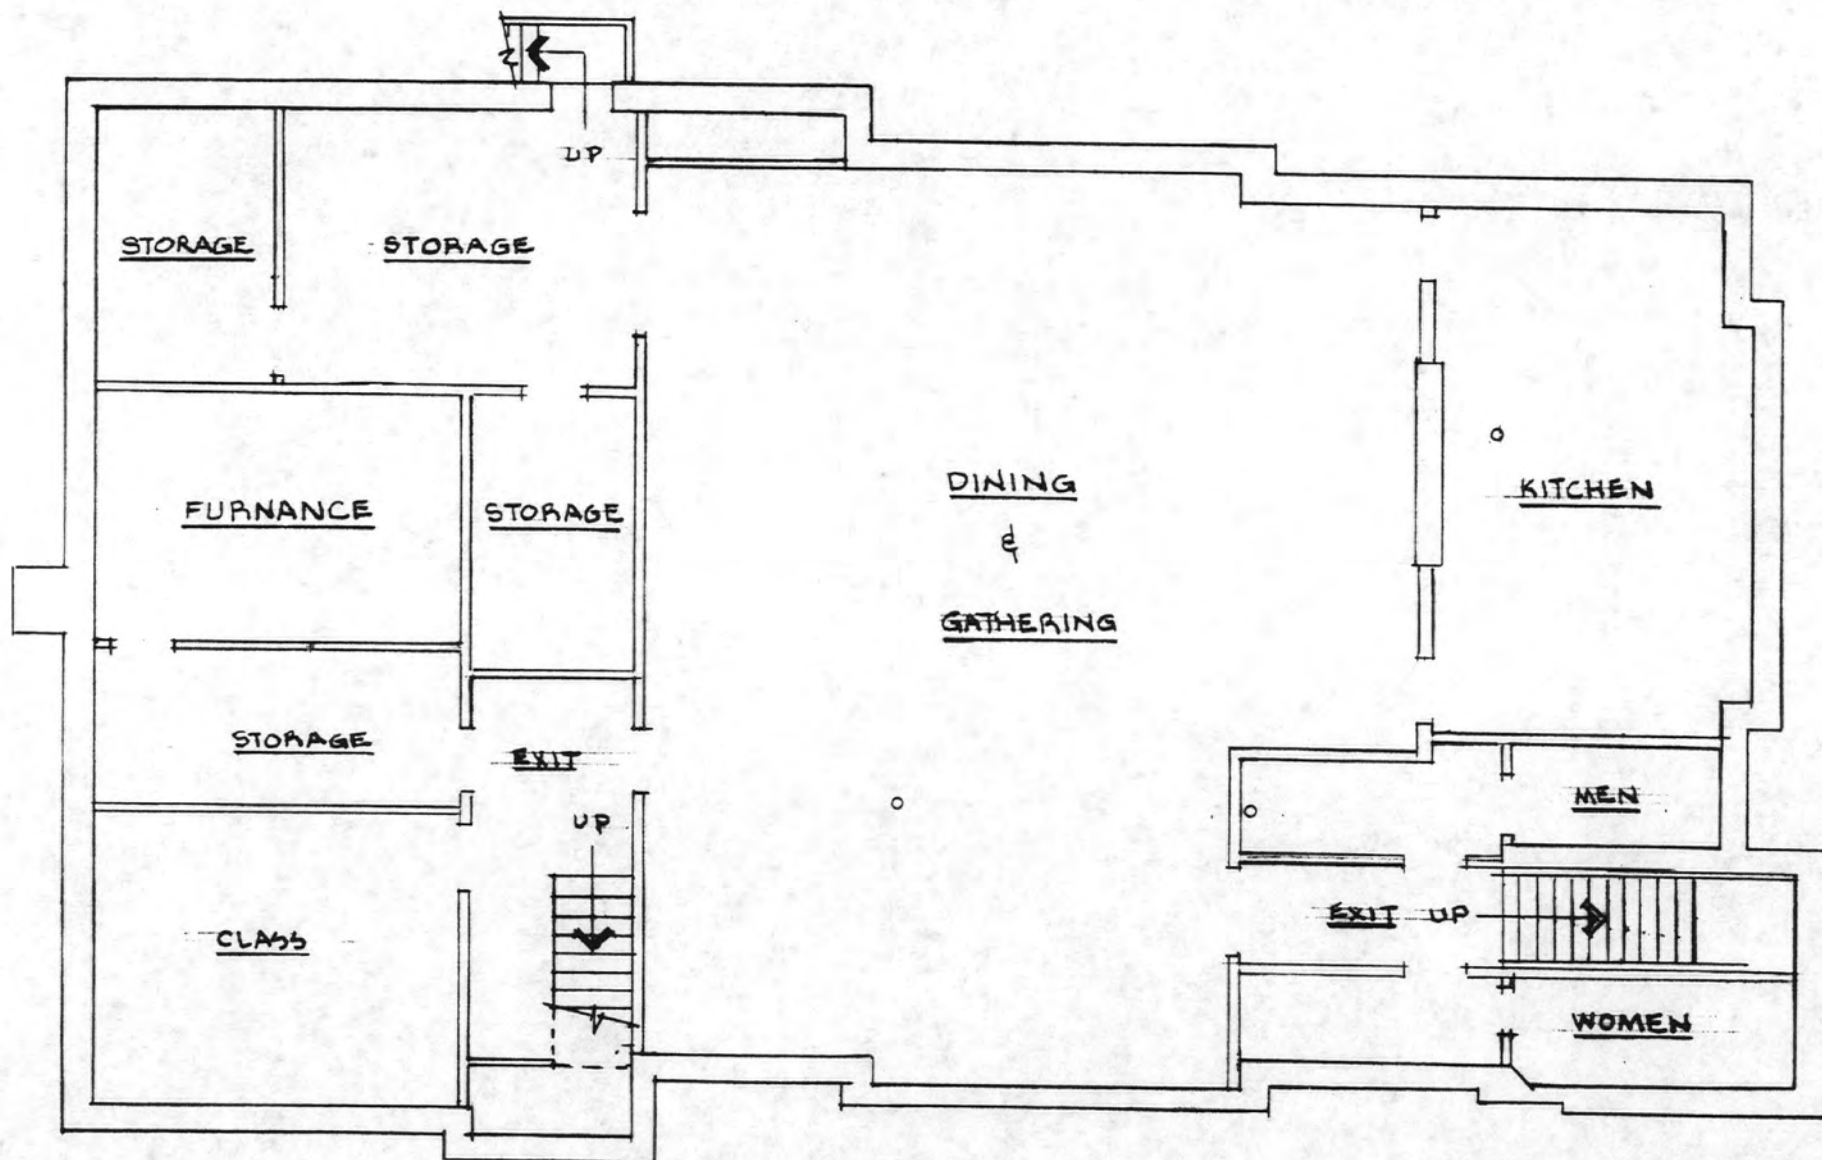 UP
STORAGE
STORAGE
DINING
&
GATHERING
KITCHEN
FURNANCE
STORAGE
STORAGE
EXIT
UP
MEN
CLASS
EXIT UP
WOMEN